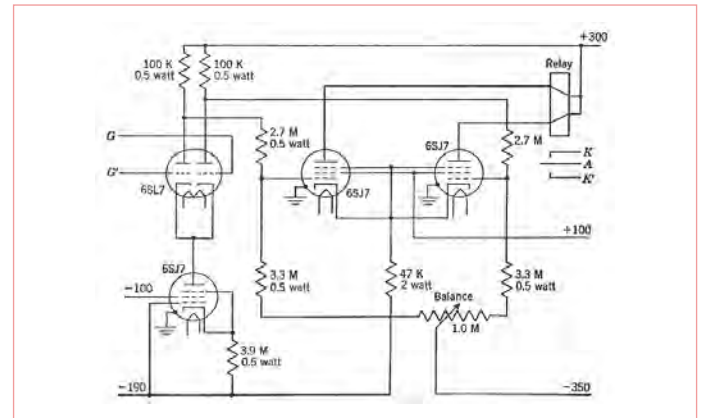 +300
100 K
0.5 watt
100 K
0.5 watt
Relay
G
2.7 M
0.5 watt
6SJ7
2.7 M
K
A
K'
G'
6SL7
6SJ7
+100
6SJ7
3.3 M
0.5 watt
47 K
2 watt
3.3 M
0.5 watt
-100
Balance
1.0 M
3.9 M
0.5 watt
-190
-350